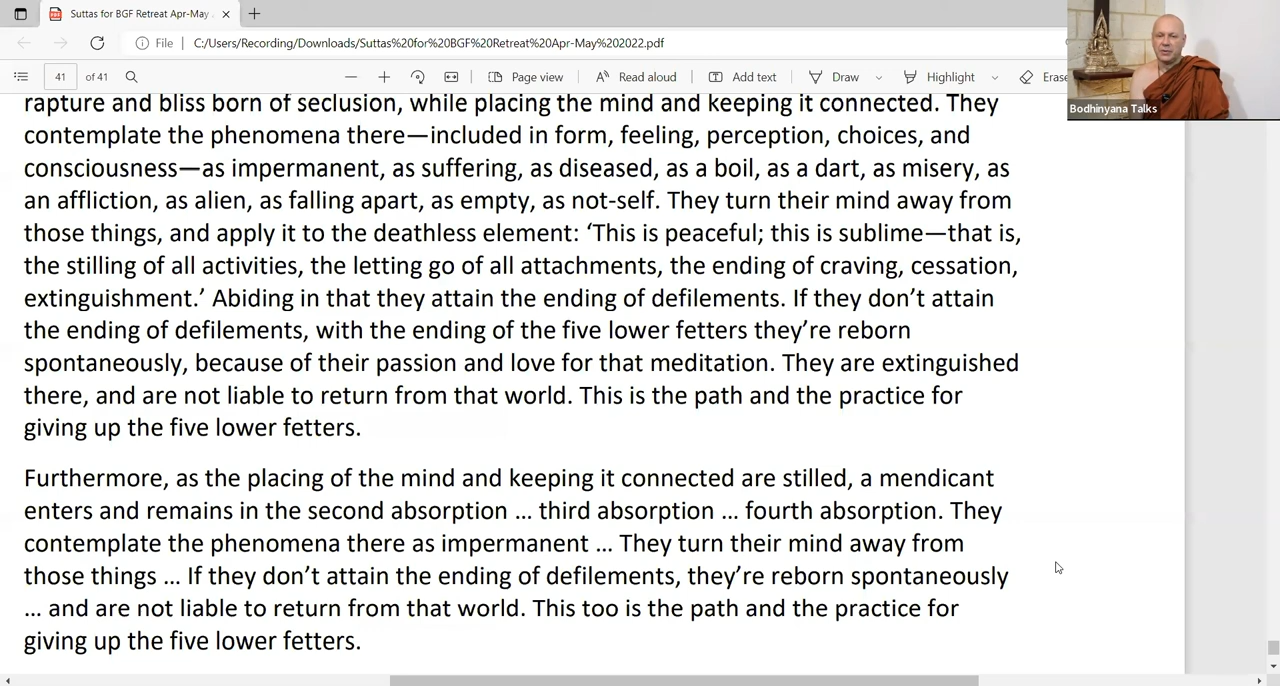 Suttas for BGF Retreat Apr-May
File C:/Users/Recording/Downloads/Suttas%20for%20BGF%20Retreat%20Apr-May%202022.pdf
41 of 41 Page view Read aloud Add text Draw Highlight Erase
Bodhinyana Talks
rapture and bliss born of seclusion, while placing the mind and keeping it connected. They
contemplate the phenomena there—included in form, feeling, perception, choices, and
consciousness—as impermanent, as suffering, as diseased, as a boil, as a dart, as misery, as
an affliction, as alien, as falling apart, as empty, as not-self. They turn their mind away from
those things, and apply it to the deathless element: ‘This is peaceful; this is sublime—that is,
the stilling of all activities, the letting go of all attachments, the ending of craving, cessation,
extinguishment.’ Abiding in that they attain the ending of defilements. If they don’t attain
the ending of defilements, with the ending of the five lower fetters they’re reborn
spontaneously, because of their passion and love for that meditation. They are extinguished
there, and are not liable to return from that world. This is the path and the practice for
giving up the five lower fetters.
Furthermore, as the placing of the mind and keeping it connected are stilled, a mendicant
enters and remains in the second absorption ... third absorption ... fourth absorption. They
contemplate the phenomena there as impermanent ... They turn their mind away from
those things ... If they don’t attain the ending of defilements, they’re reborn spontaneously
... and are not liable to return from that world. This too is the path and the practice for
giving up the five lower fetters.